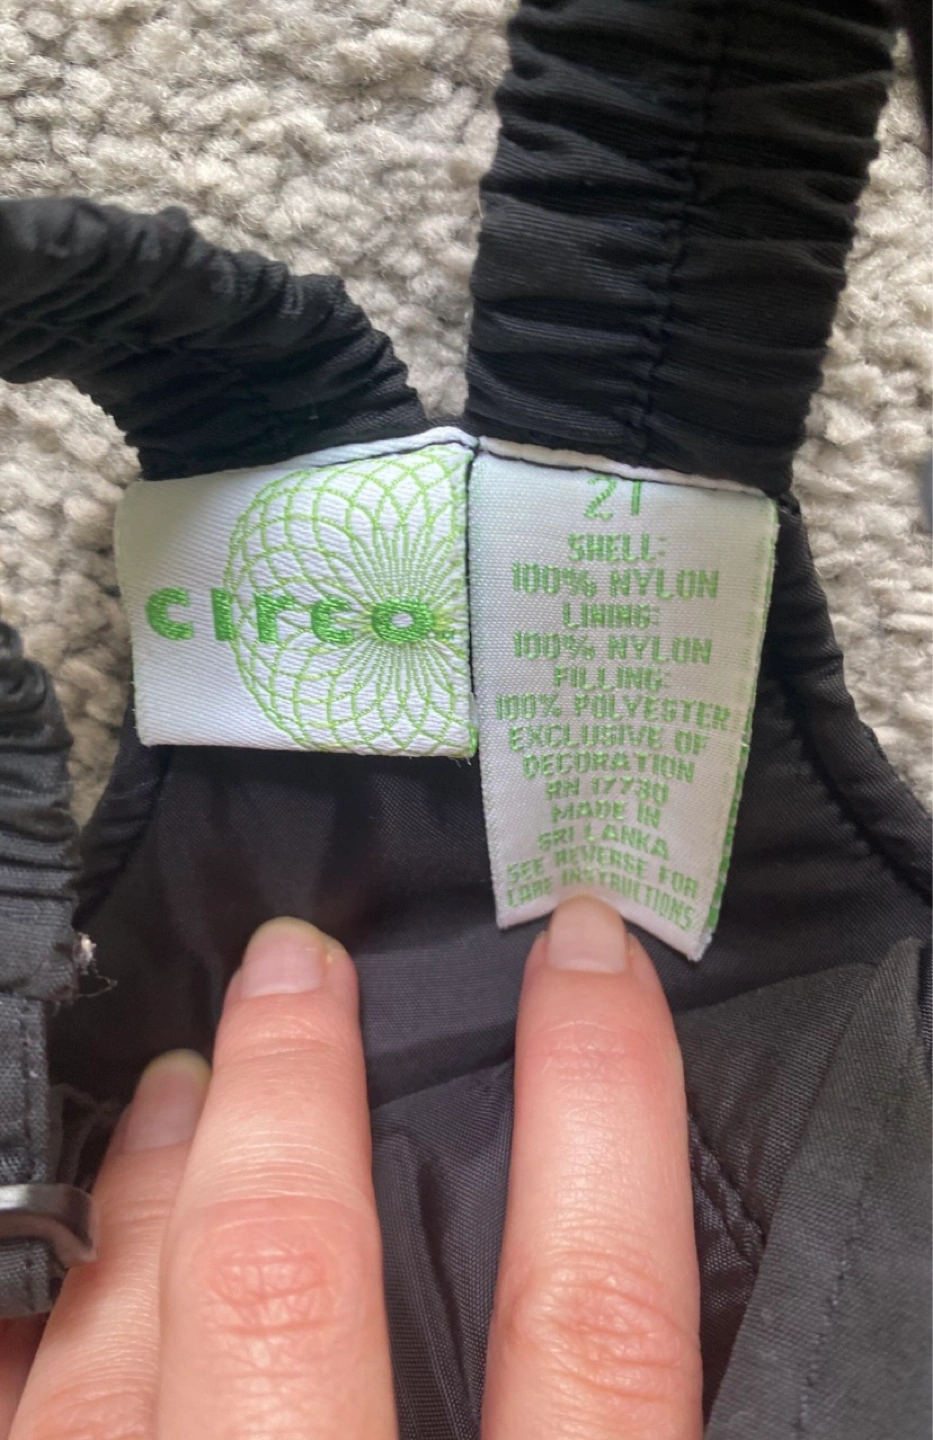 circo
2T
SHELL:
100% NYLON
LINING:
100% NYLON
FILLING:
100% POLYESTER
EXCLUSIVE OF
DECORATION
RN 17730
MADE IN
SRI LANKA
SEE REVERSE FOR
CARE INSTRUCTIONS